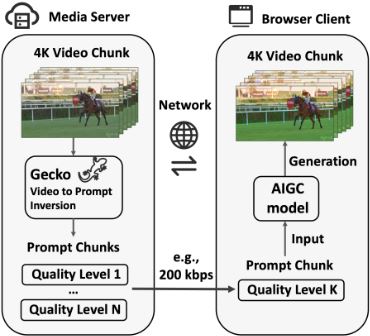 Media Server
4K Video Chunk
Gecko
Video to Prompt
Inversion
Prompt Chunks
Quality Level 1
...
Quality Level N
Network
e.g.,
200 kbps
Browser Client
4K Video Chunk
Generation
AIGC
model
Input
Prompt Chunk
Quality Level K